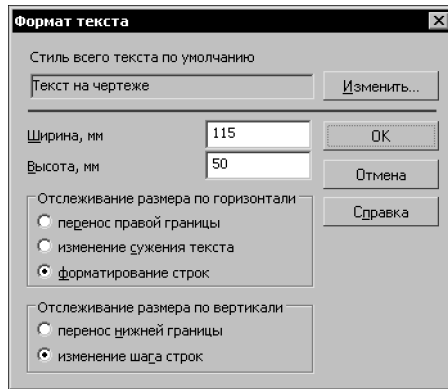 Формат текста
Стиль всего текста по умолчанию
Текст на чертеже
Изменить...
Ширина, мм
115
OK
Высота, мм
50
Отмена
Отслеживание размера по горизонтали
Справка
перенос правой границы
изменение сужения текста
форматирование строк
Отслеживание размера по вертикали
перенос нижней границы
изменение шага строк